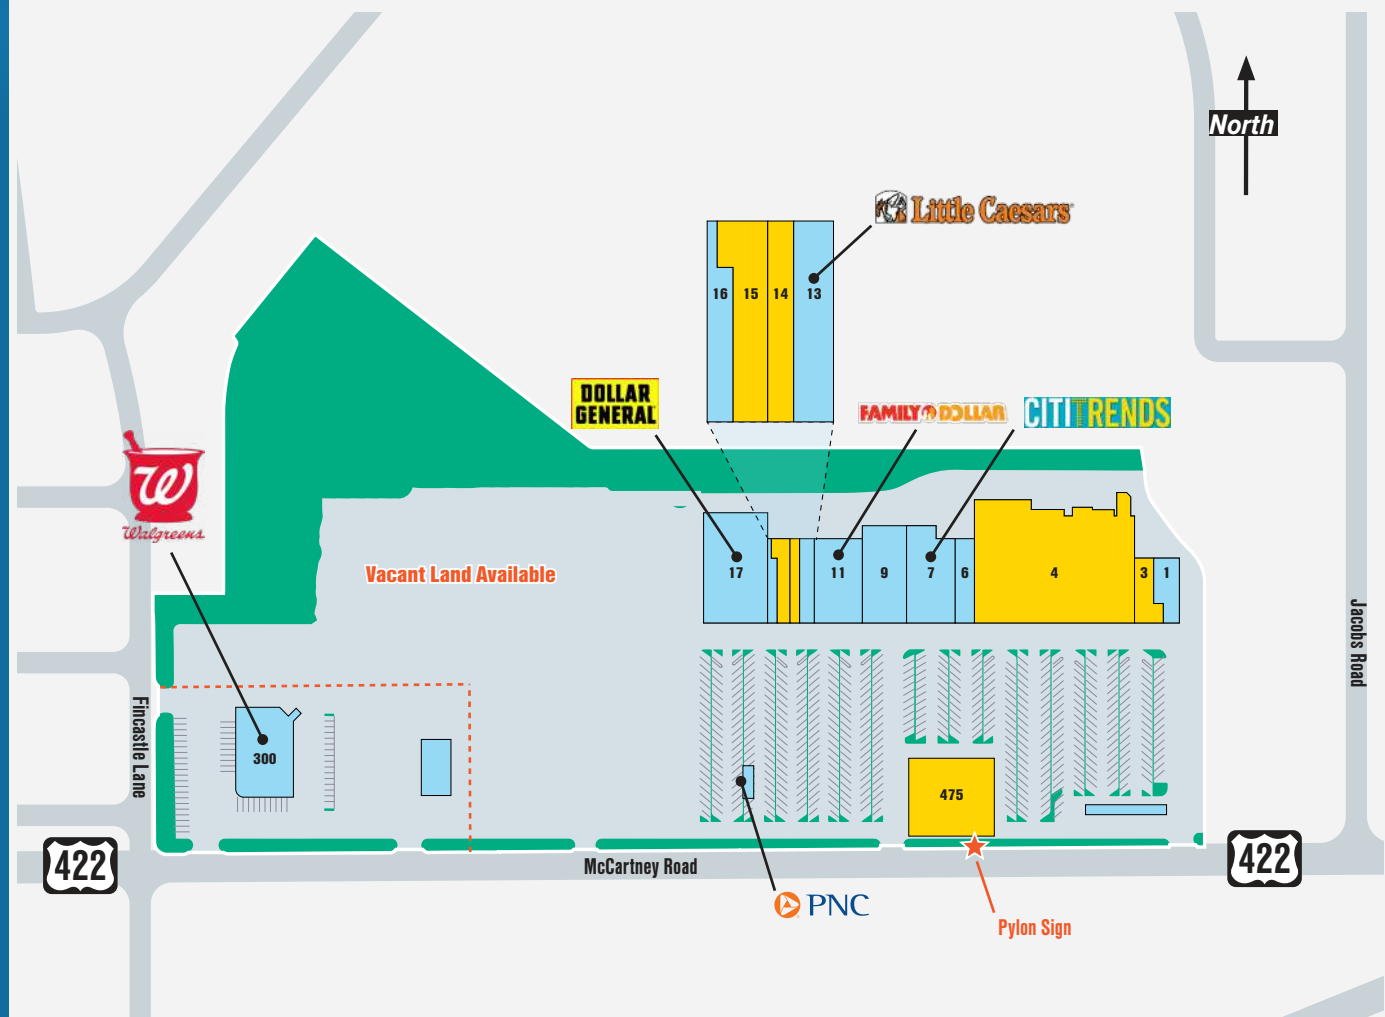 North
Little Caesars
16
15
14
13
DOLLAR
GENERAL
FAMILY DOLLAR
CITITRENDS
W
Walgreens
Vacant Land Available
17
11
9
7
6
4
3
1
Jacobs Road
Fincastle Lane
300
475
422
McCartney Road
422
PNC
Pylon Sign